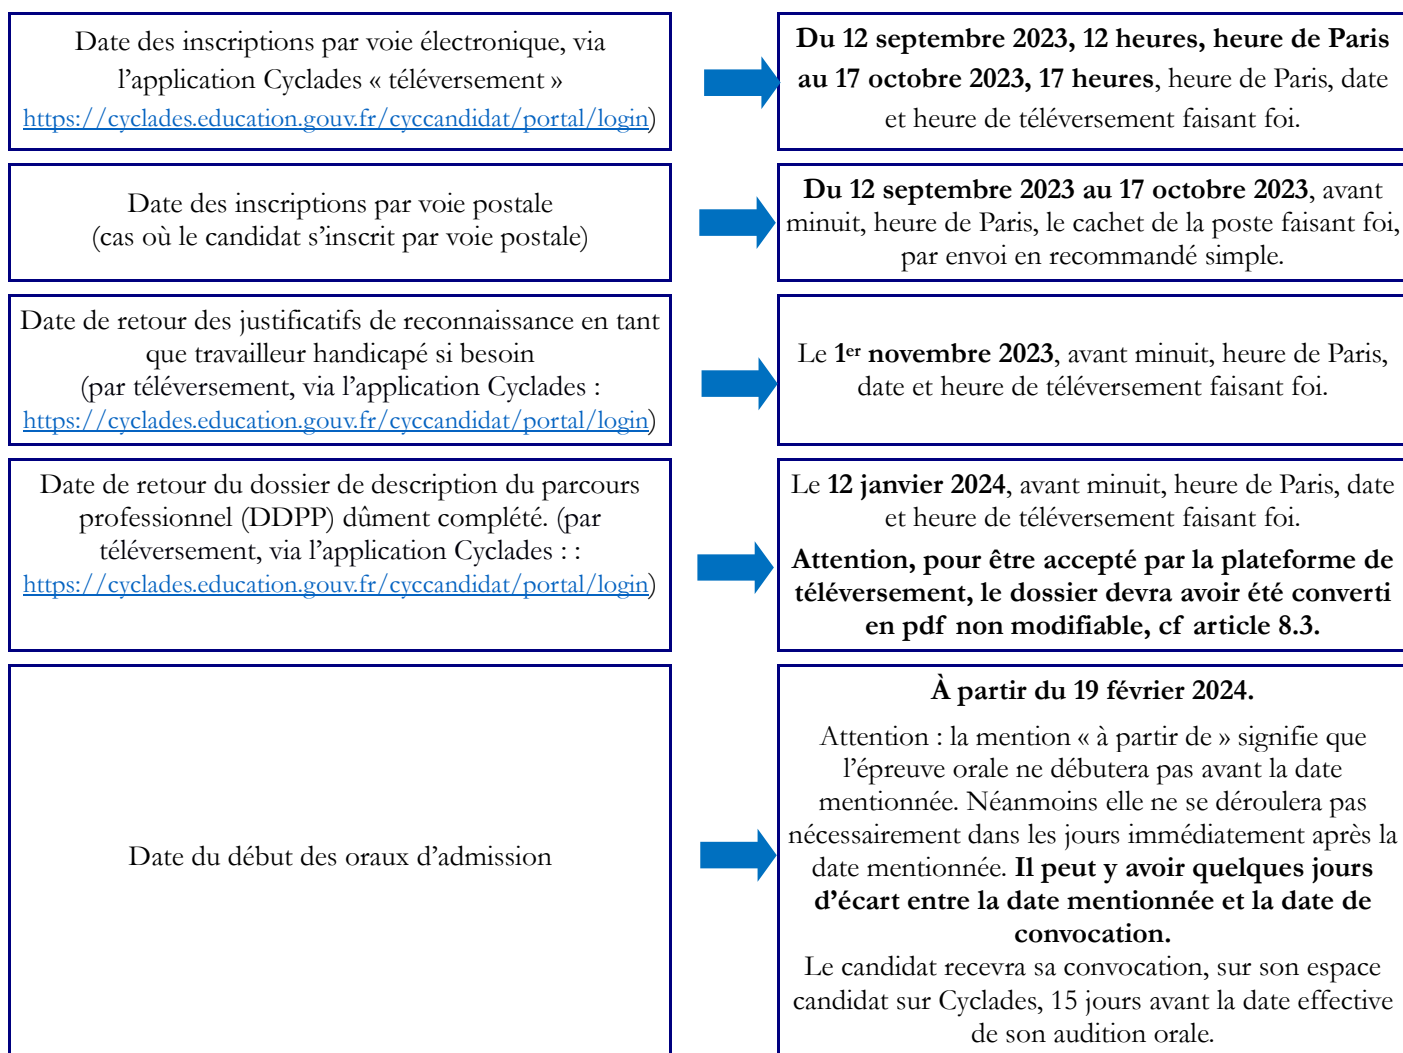 Date des inscriptions par voie électronique, via
l’application Cyclades « téléversement »
https://cyclades.education.gouv.fr/cyccandidat/portal/login)
Du 12 septembre 2023, 12 heures, heure de Paris
au 17 octobre 2023, 17 heures, heure de Paris, date
et heure de téléversement faisant foi.
Date des inscriptions par voie postale
(cas où le candidat s’inscrit par voie postale)
Du 12 septembre 2023 au 17 octobre 2023, avant
minuit, heure de Paris, le cachet de la poste faisant foi,
par envoi en recommandé simple.
Date de retour des justificatifs de reconnaissance en tant
que travailleur handicapé si besoin
(par téléversement, via l’application Cyclades :
https://cyclades.education.gouv.fr/cyccandidat/portal/login)
Le 1er novembre 2023, avant minuit, heure de Paris,
date et heure de téléversement faisant foi.
Date de retour du dossier de description du parcours
professionnel (DDPP) dûment complété. (par
téléversement, via l’application Cyclades : :
https://cyclades.education.gouv.fr/cyccandidat/portal/login)
Le 12 janvier 2024, avant minuit, heure de Paris, date
et heure de téléversement faisant foi.
Attention, pour être accepté par la plateforme de
téléversement, le dossier devra avoir été converti
en pdf non modifiable, cf article 8.3.
Date du début des oraux d’admission
À partir du 19 février 2024.
Attention : la mention « à partir de » signifie que
l’épreuve orale ne débutera pas avant la date
mentionnée. Néanmoins elle ne se déroulera pas
nécessairement dans les jours immédiatement après la
date mentionnée. Il peut y avoir quelques jours
d’écart entre la date mentionnée et la date de
convocation.
Le candidat recevra sa convocation, sur son espace
candidat sur Cyclades, 15 jours avant la date effective
de son audition orale.